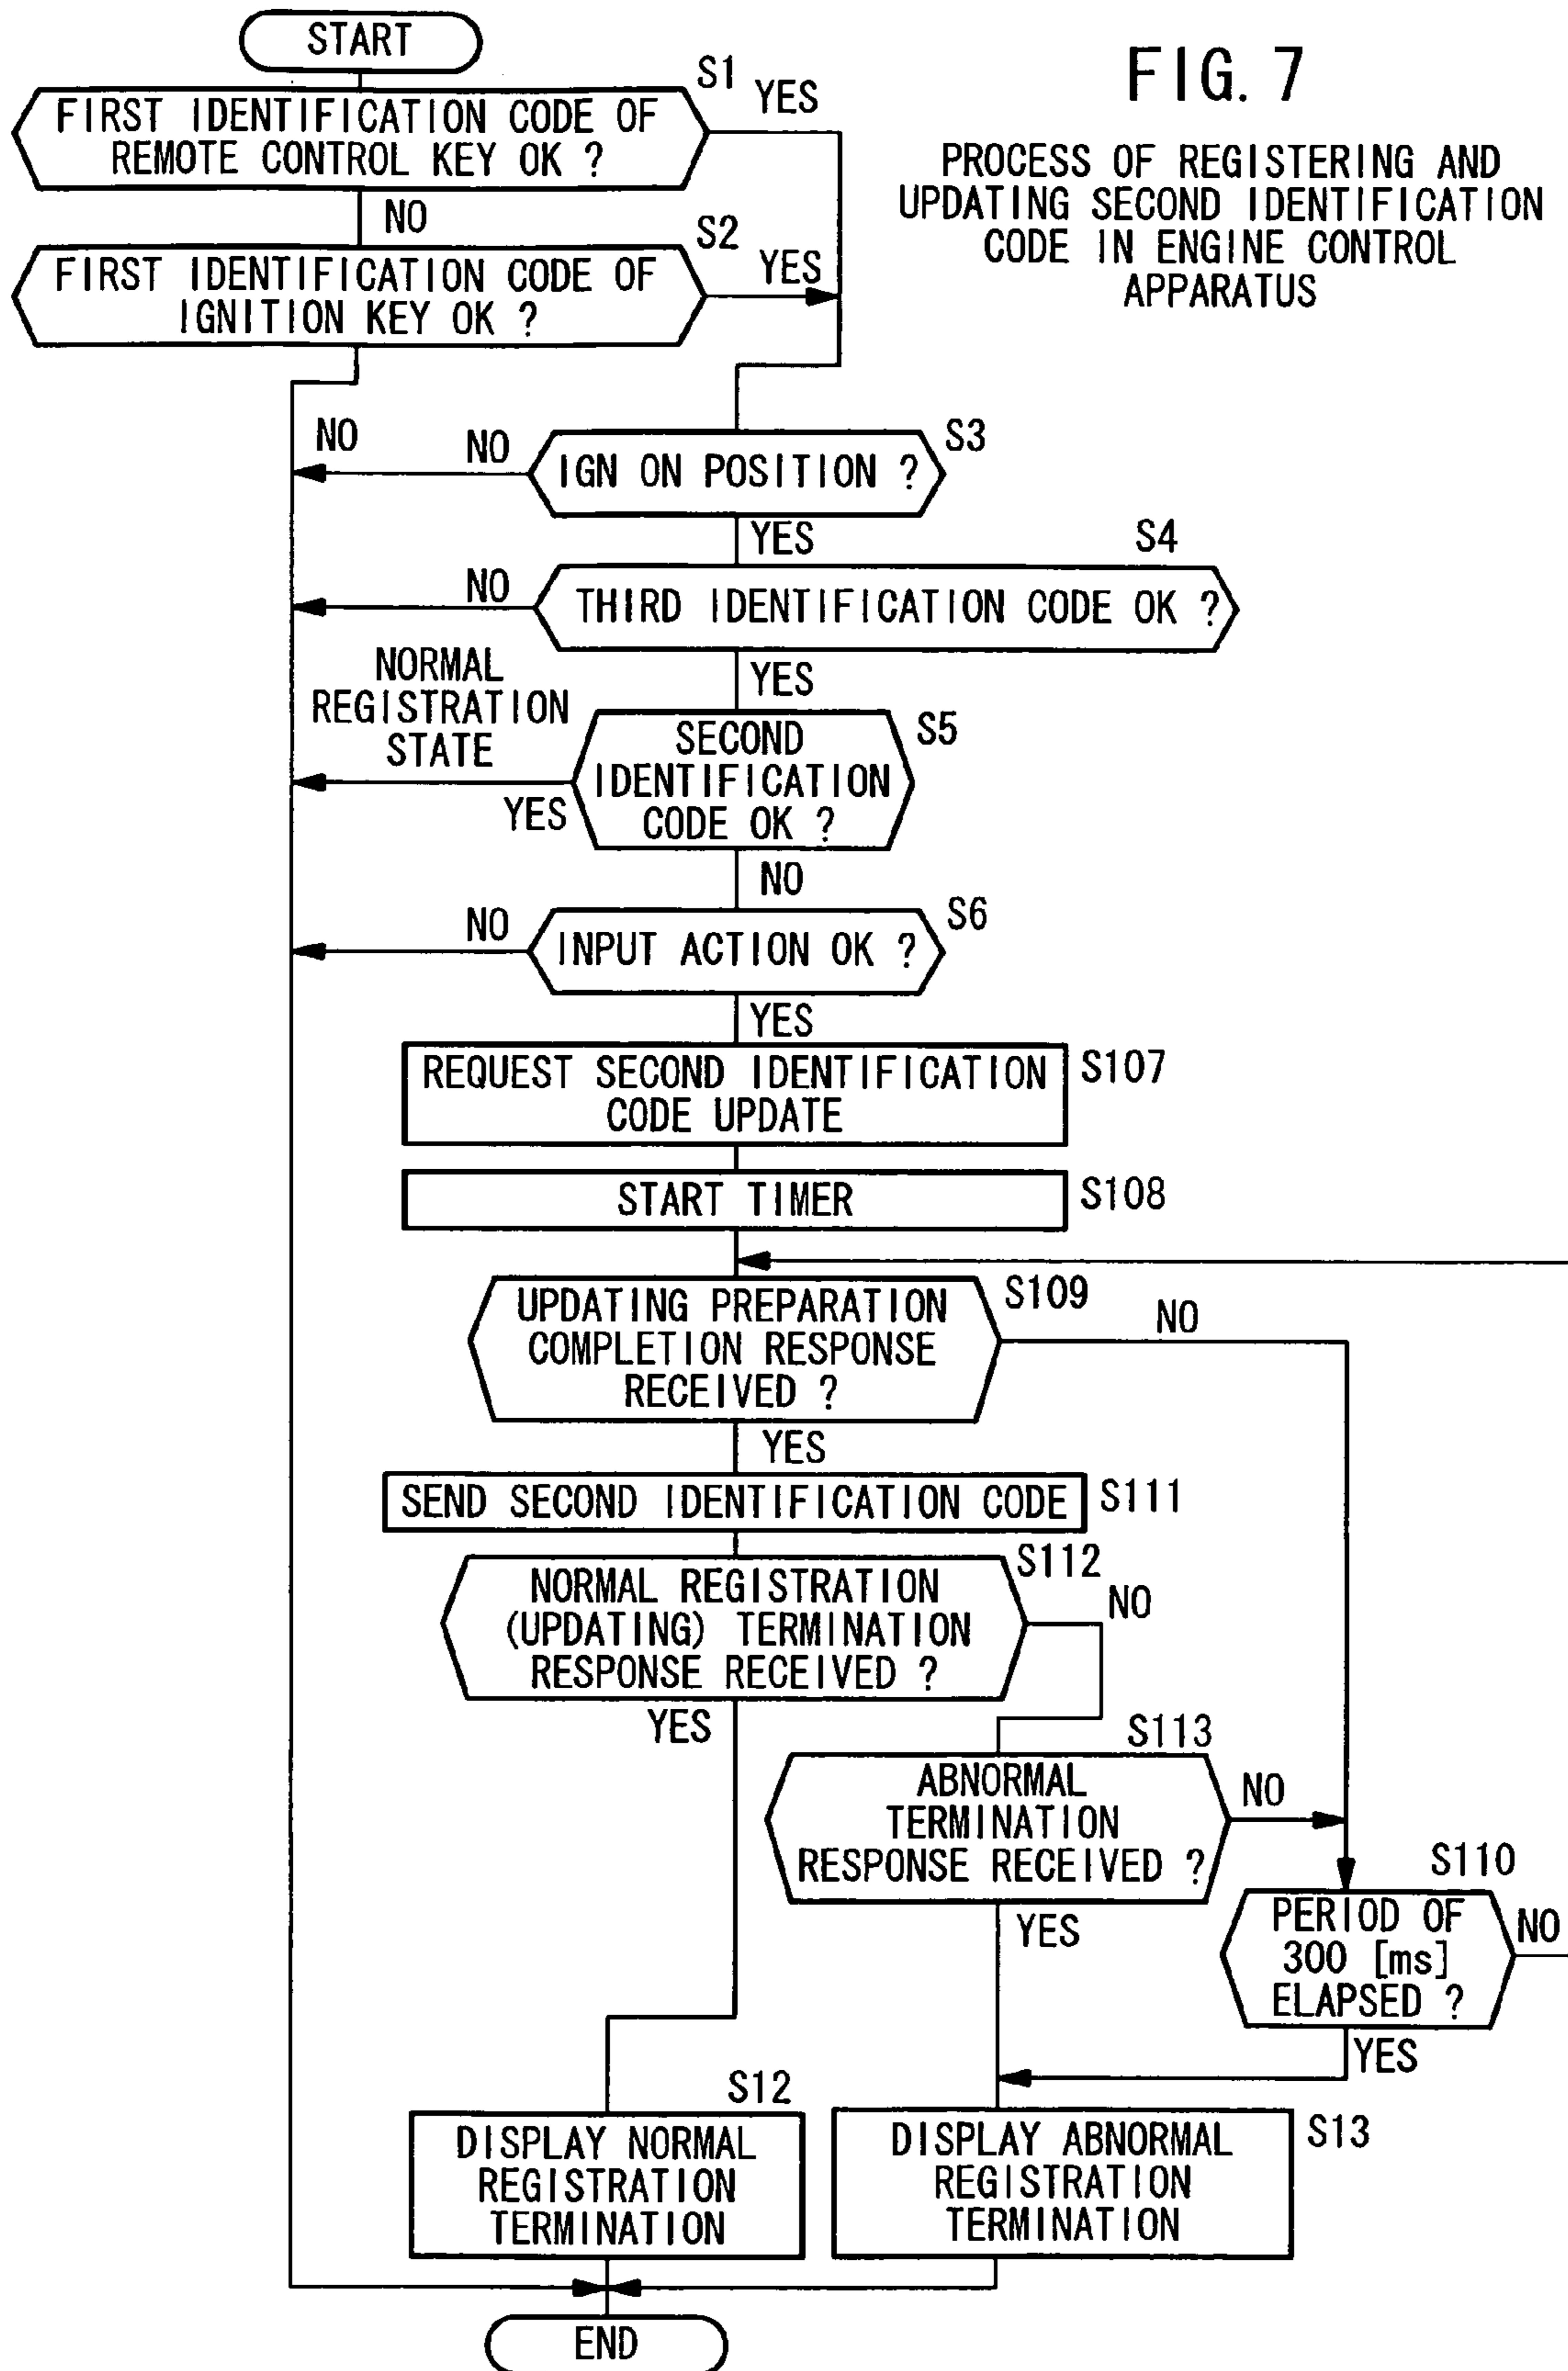 START
FIG. 7
PROCESS OF REGISTERING AND
UPDATING SECOND IDENTIFICATION
CODE IN ENGINE CONTROL
APPARATUS
S1
YES
FIRST IDENTIFICATION CODE OF
REMOTE CONTROL KEY OK ?
NO
S2
YES
FIRST IDENTIFICATION CODE OF
IGNITION KEY OK ?
NO
NO
S3
IGN ON POSITION ?
YES
S4
NO
THIRD IDENTIFICATION CODE OK ?
YES
NORMAL
REGISTRATION
STATE
S5
SECOND
IDENTIFICATION
CODE OK ?
YES
NO
S6
NO
INPUT ACTION OK ?
YES
REQUEST SECOND IDENTIFICATION
CODE UPDATE
S107
START TIMER
S108
S109
UPDATING PREPARATION
COMPLETION RESPONSE
RECEIVED ?
NO
YES
SEND SECOND IDENTIFICATION CODE
S111
S112
NORMAL REGISTRATION
(UPDATING) TERMINATION
RESPONSE RECEIVED ?
NO
YES
S113
ABNORMAL
TERMINATION
RESPONSE RECEIVED ?
NO
YES
S110
PERIOD OF
300 [ms]
ELAPSED ?
NO
YES
S12
DISPLAY NORMAL
REGISTRATION
TERMINATION
S13
DISPLAY ABNORMAL
REGISTRATION
TERMINATION
END